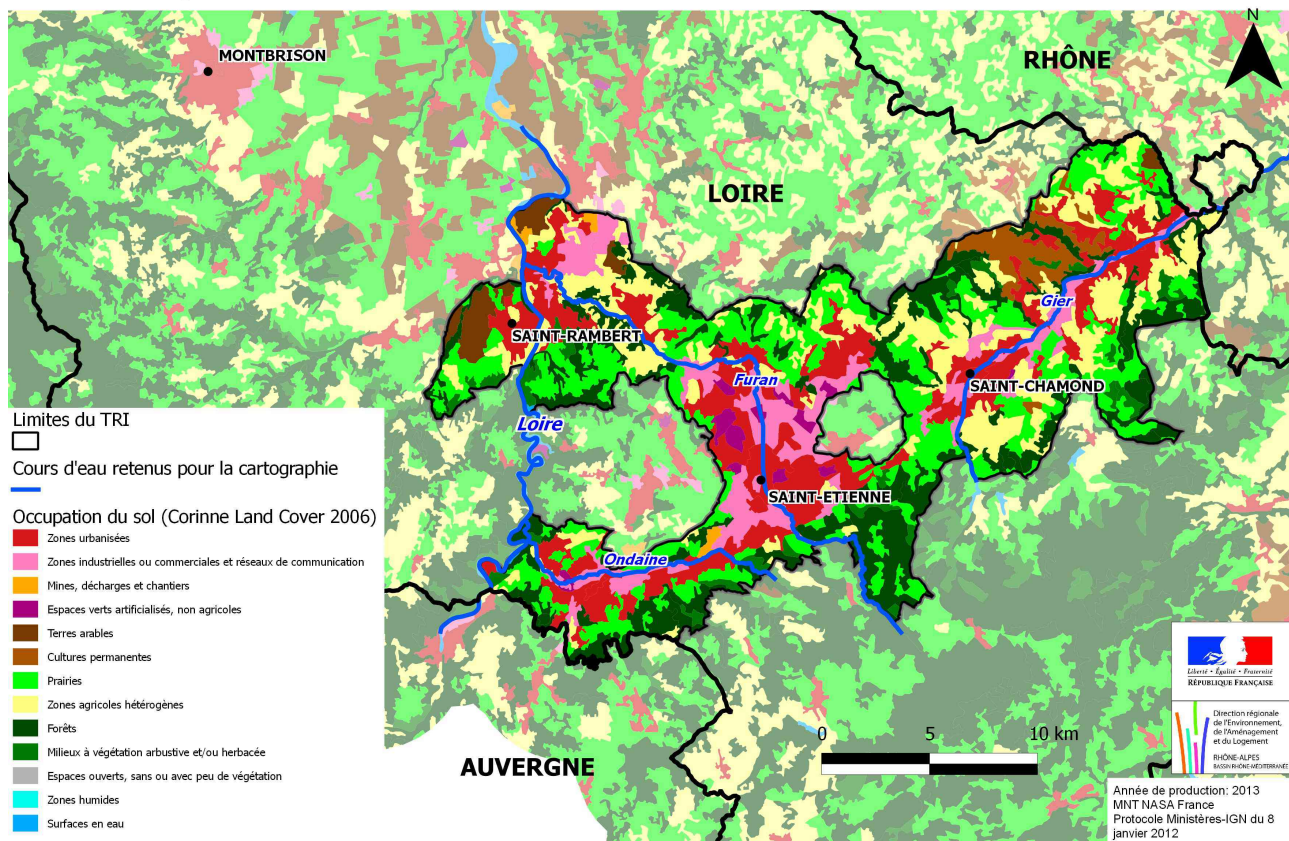 N
MONTBRISON
RHÔNE
LOIRE
Gier
SAINT-RAMBERT
Furan
SAINT-CHAMOND
Loire
SAINT-ETIENNE
Ondaine
AUVERGNE
Limites du TRI
Cours d'eau retenus pour la cartographie
Occupation du sol (Corinne Land Cover 2006)
Zones urbanisées
Zones industrielles ou commerciales et réseaux de communication
Mines, décharges et chantiers
Espaces verts artificialisés, non agricoles
Terres arables
Cultures permanentes
Prairies
Zones agricoles hétérogènes
Forêts
Milieux à végétation arbustive et/ou herbacée
Espaces ouverts, sans ou avec peu de végétation
Zones humides
Surfaces en eau
0 5 10 km
Liberté • Égalité • Fraternité
RÉPUBLIQUE FRANÇAISE
Direction régionale
de l'Environnement,
de l'Aménagement
et du Logement
RHÔNE-ALPES
BASSIN RHÔNE-MÉDITERRANÉE
Année de production: 2013
MNT NASA France
Protocole Ministères-IGN du 8
janvier 2012